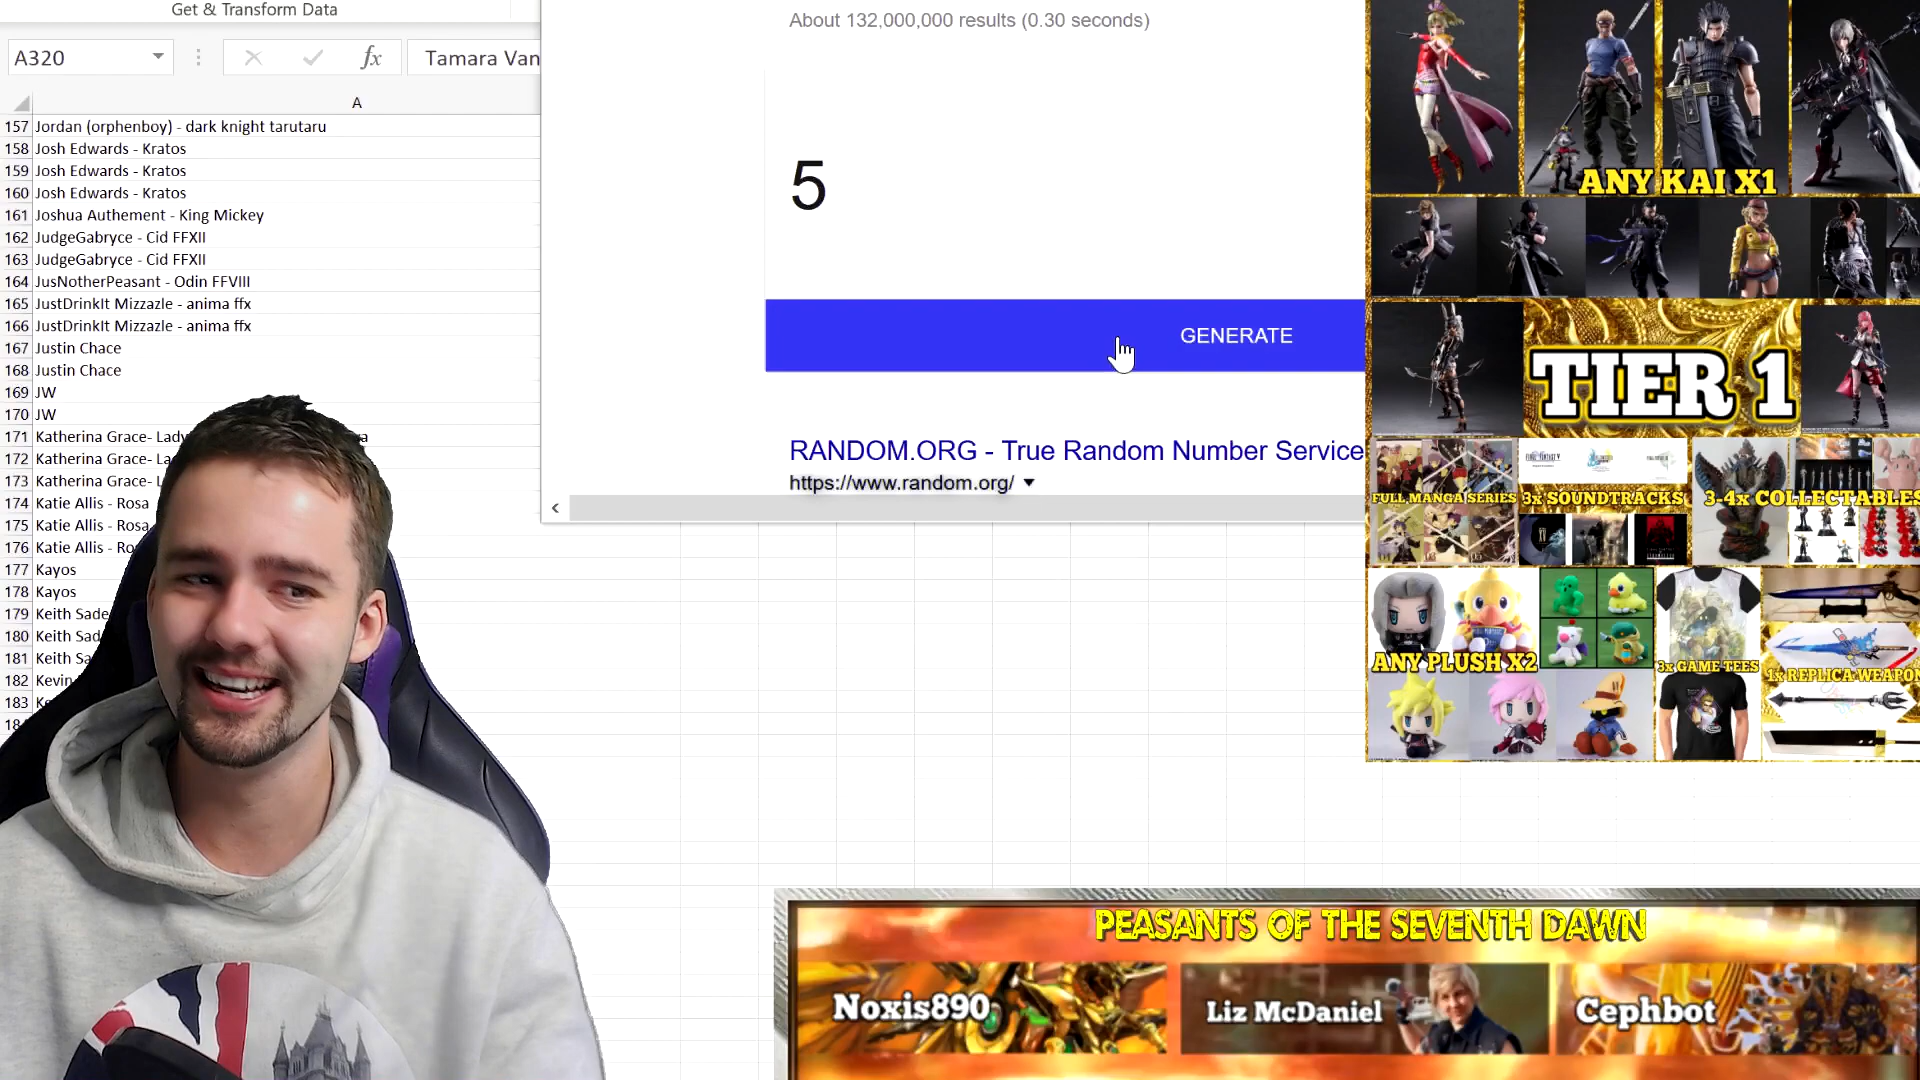 Get & Transform Data
A320
fx
Tamara Van
A
157 Jordan (orphenboy) - dark knight tarutaru
158 Josh Edwards - Kratos
159 Josh Edwards - Kratos
160 Josh Edwards - Kratos
161 Joshua Authement - King Mickey
162 JudgeGabryce - Cid FFXII
163 JudgeGabryce - Cid FFXII
164 JusNotherPeasant - Odin FFVIII
165 JustDrinkIt Mizzazle - anima ffx
166 JustDrinkIt Mizzazle - anima ffx
167 Justin Chace
168 Justin Chace
169 JW
170 JW
171 Katherina Grace- Lady
172 Katherina Grace- La
173 Katherina Grace- L
174 Katie Allis - Rosa
175 Katie Allis - Rosa
176 Katie Allis - Ro
177 Kayos
178 Kayos
179 Keith Sade
180 Keith Sad
181 Keith Sa
182 Kevin
183
About 132,000,000 results (0.30 seconds)
5
GENERATE
RANDOM.ORG - True Random Number Service
https://www.random.org/
ANY KAI X1
TIER 1
FULL MANGA SERIES
3x SOUNDTRACKS
3-4x COLLECTABLES
ANY PLUSH X2
3x GAME TEES
1x REPLICA WEAPON
PEASANTS OF THE SEVENTH DAWN
Noxis890
Liz McDaniel
Cephbot